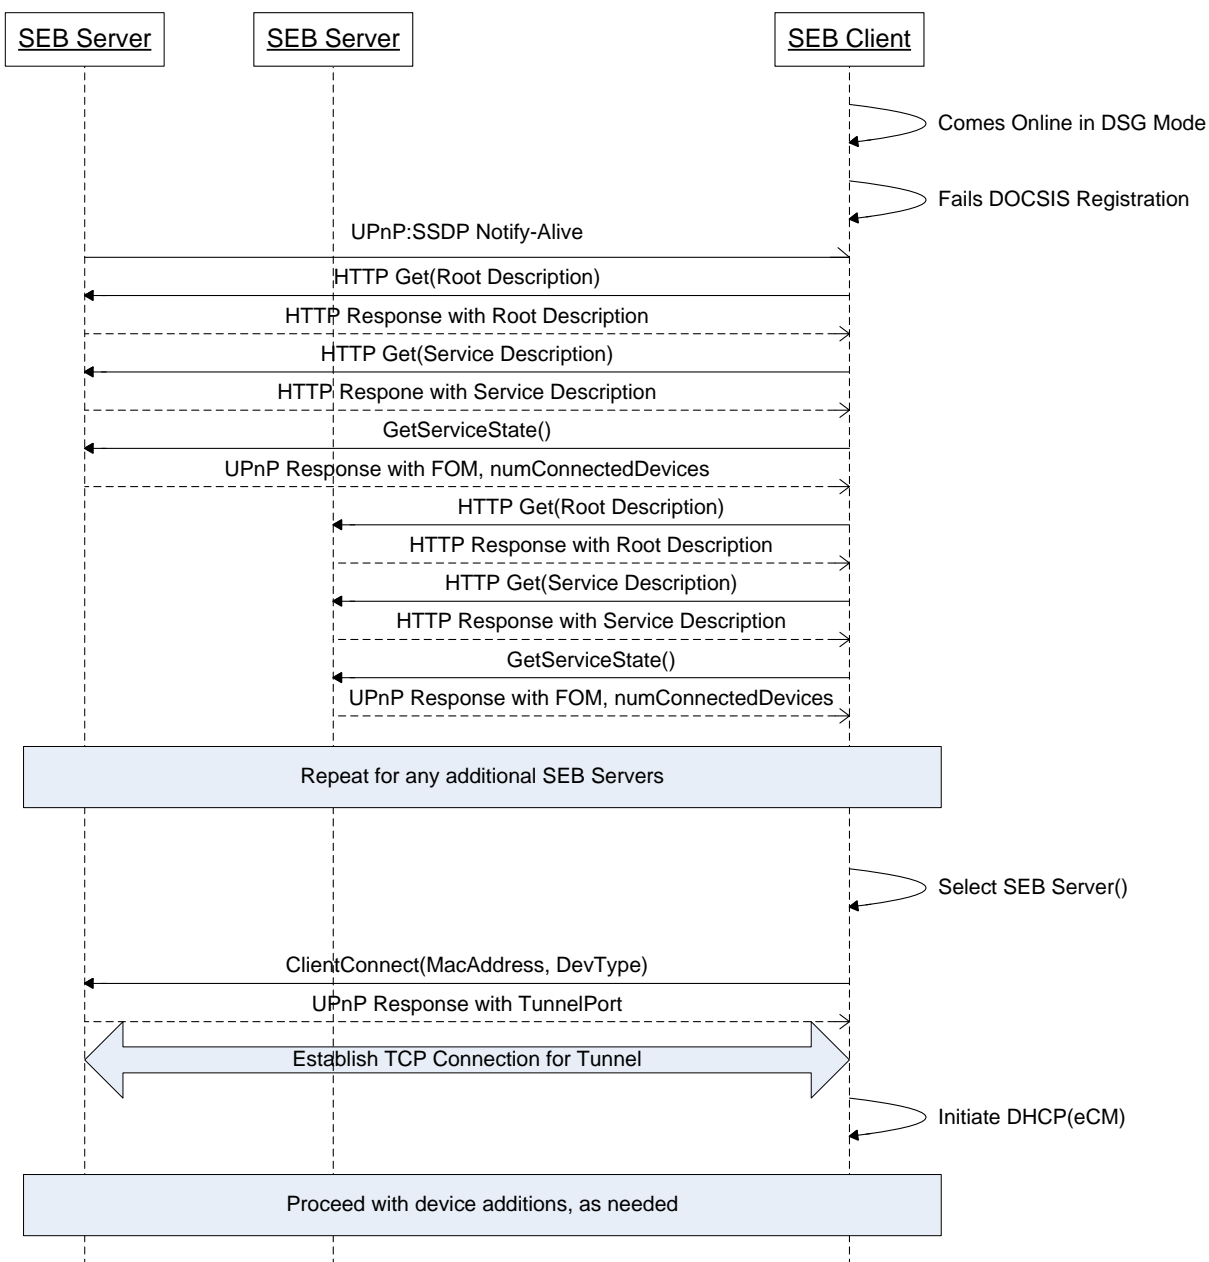 SEB Server
SEB Server
SEB Client
Comes Online in DSG Mode
Fails DOCSIS Registration
UPnP:SSDP Notify-Alive
HTTP Get(Root Description)
HTTP Response with Root Description
HTTP Get(Service Description)
HTTP Respone with Service Description
GetServiceState()
UPnP Response with FOM, numConnectedDevices
HTTP Get(Root Description)
HTTP Response with Root Description
HTTP Get(Service Description)
HTTP Response with Service Description
GetServiceState()
UPnP Response with FOM, numConnectedDevices
Repeat for any additional SEB Servers
Select SEB Server()
ClientConnect(MacAddress, DevType)
UPnP Response with TunnelPort
Establish TCP Connection for Tunnel
Initiate DHCP(eCM)
Proceed with device additions, as needed